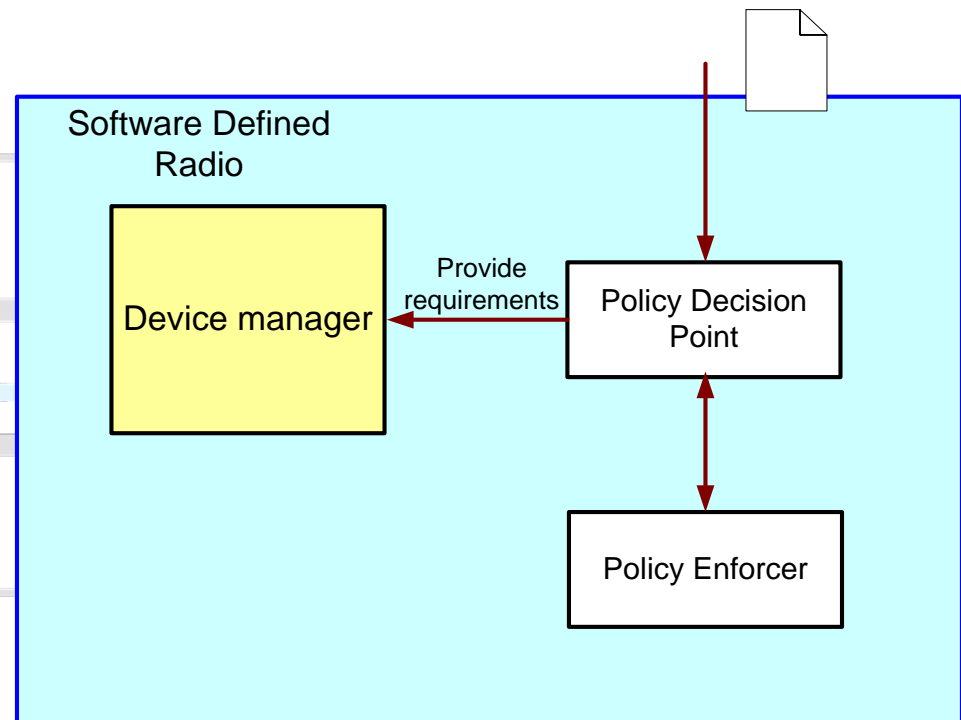 Software Defined
Radio
Device manager
Provide
requirements
Policy Decision
Point
Policy Enforcer